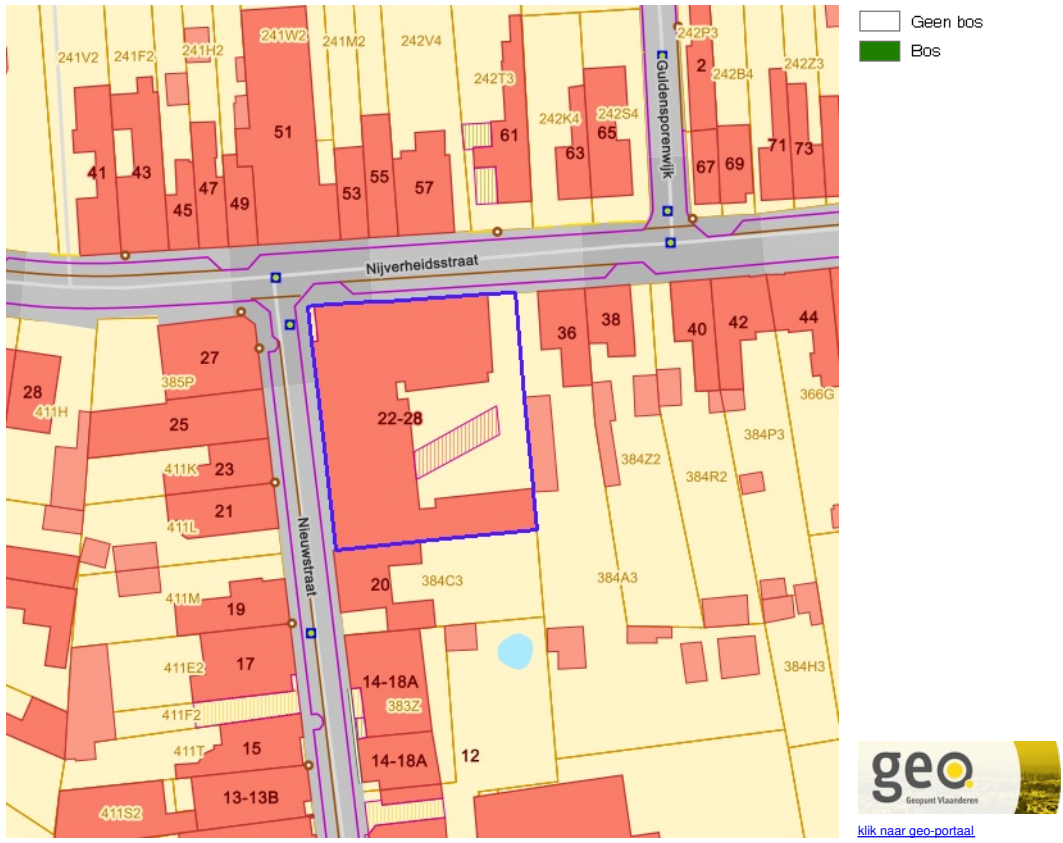 Geen bos
Bos
241V2
241F2
241H2
241W2
241M2
242V4
242T3
242K4
242S4
242P3
242B4
242Z3
41
43
45
47
49
51
53
55
57
61
63
65
2
67
69
71
73
Guldensporenwijk
Nijverheidsstraat
Nieuwstraat
28
411H
27
385P
25
411K
23
21
411L
22-28
36
38
40
42
44
366G
384P3
384Z2
384R2
384A3
384H3
20
384C3
411M
19
411E2
17
411F2
411T
15
13-13B
411S2
14-18A
383Z
14-18A
12
geo
Geopunt Vlaanderen
klik naar geo-portaal